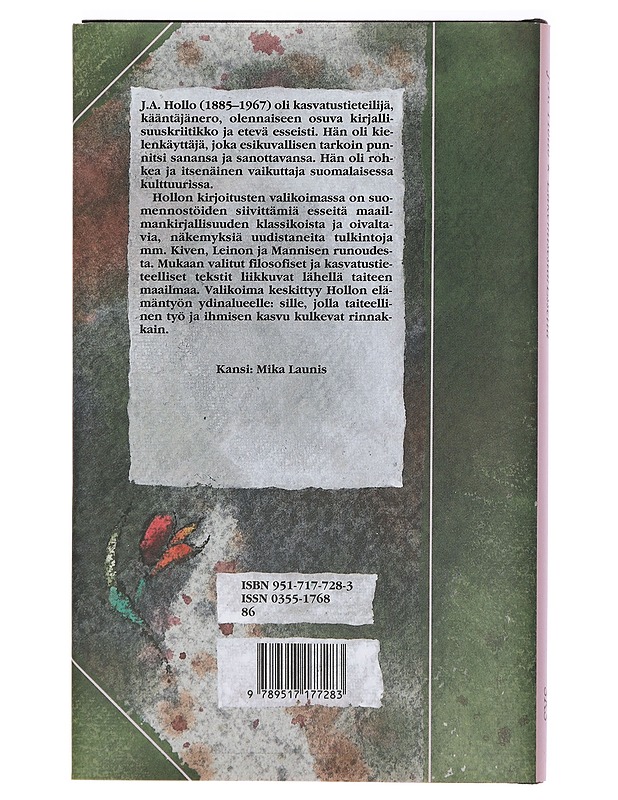 J.A. Hollo (1885–1967) oli kasvatustieteilijä,
kääntäjänero, olennaiseen osuva kirjalli-
suuskriitikko ja etevä esseisti. Hän oli kie-
lenkäyttäjä, joka esikuvallisen tarkoin pun-
nitsi sanansa ja sanottavansa. Hän oli roh-
kea ja itsenäinen vaikuttaja suomalaisessa
kulttuurissa.
Hollon kirjoitusten valikoimassa on suo-
mennostöiden siivittämiä esseitä maail-
mankirjallisuuden klassikoista ja oivalta-
via, näkemyksiä uudistaneita tulkintoja
mm. Kiven, Leinon ja Mannisen runoudes-
ta. Mukaan valitut filosofiset ja kasvatustie-
teelliset tekstit liikkuvat lähellä taiteen
maailmaa. Valikoima keskittyy Hollon elä-
mäntyön ydinalueelle: sille, jolla taiteelli-
nen työ ja ihmisen kasvu kulkevat rinnak-
kain.
Kansi: Mika Launis
ISBN 951-717-728-3
ISSN 0355-1768
86
9 789517 177283
SKS